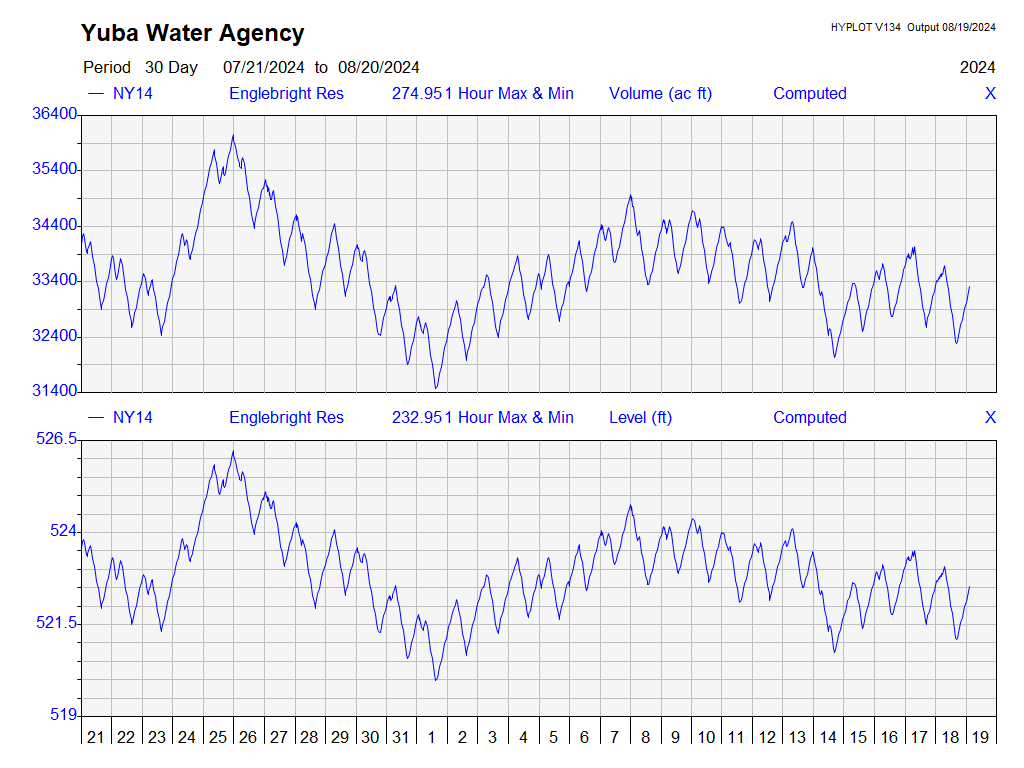 Yuba Water Agency
HYPLOT V134 Output 08/19/2024
Period 30 Day 07/21/2024 to 08/20/2024 2024
NY14 Englebright Res 274.951 Hour Max & Min Volume (ac ft) Computed X
36400
35400
34400
33400
32400
31400
NY14 Englebright Res 232.951 Hour Max & Min Level (ft) Computed X
526.5
524
521.5
519
21 22 23 24 25 26 27 28 29 30 31 1 2 3 4 5 6 7 8 9 10 11 12 13 14 15 16 17 18 19